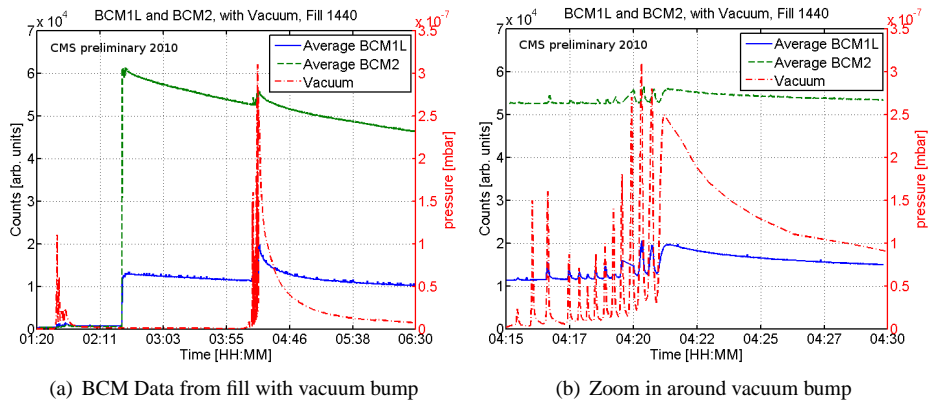 BCM1L and BCM2, with Vacuum, Fill 1440
x 10^4
x 10^-7
CMS preliminary 2010
Average BCM1L
Average BCM2
Vacuum
Counts [arb. units]
7
6
5
4
3
2
1
0
pressure [mbar]
3.5
3
2.5
2
1.5
1
0.5
0
01:20 02:11 03:03 03:55 04:46 05:38 06:30
Time [HH:MM]
(a) BCM Data from fill with vacuum bump
BCM1L and BCM2, with Vacuum, Fill 1440
x 10^4
x 10^-7
CMS preliminary 2010
Average BCM1L
Average BCM2
Vacuum
Counts [arb. units]
7
6
5
4
3
2
1
0
pressure [mbar]
3.5
3
2.5
2
1.5
1
0.5
0
04:15 04:17 04:20 04:22 04:25 04:27 04:30
Time [HH:MM]
(b) Zoom in around vacuum bump